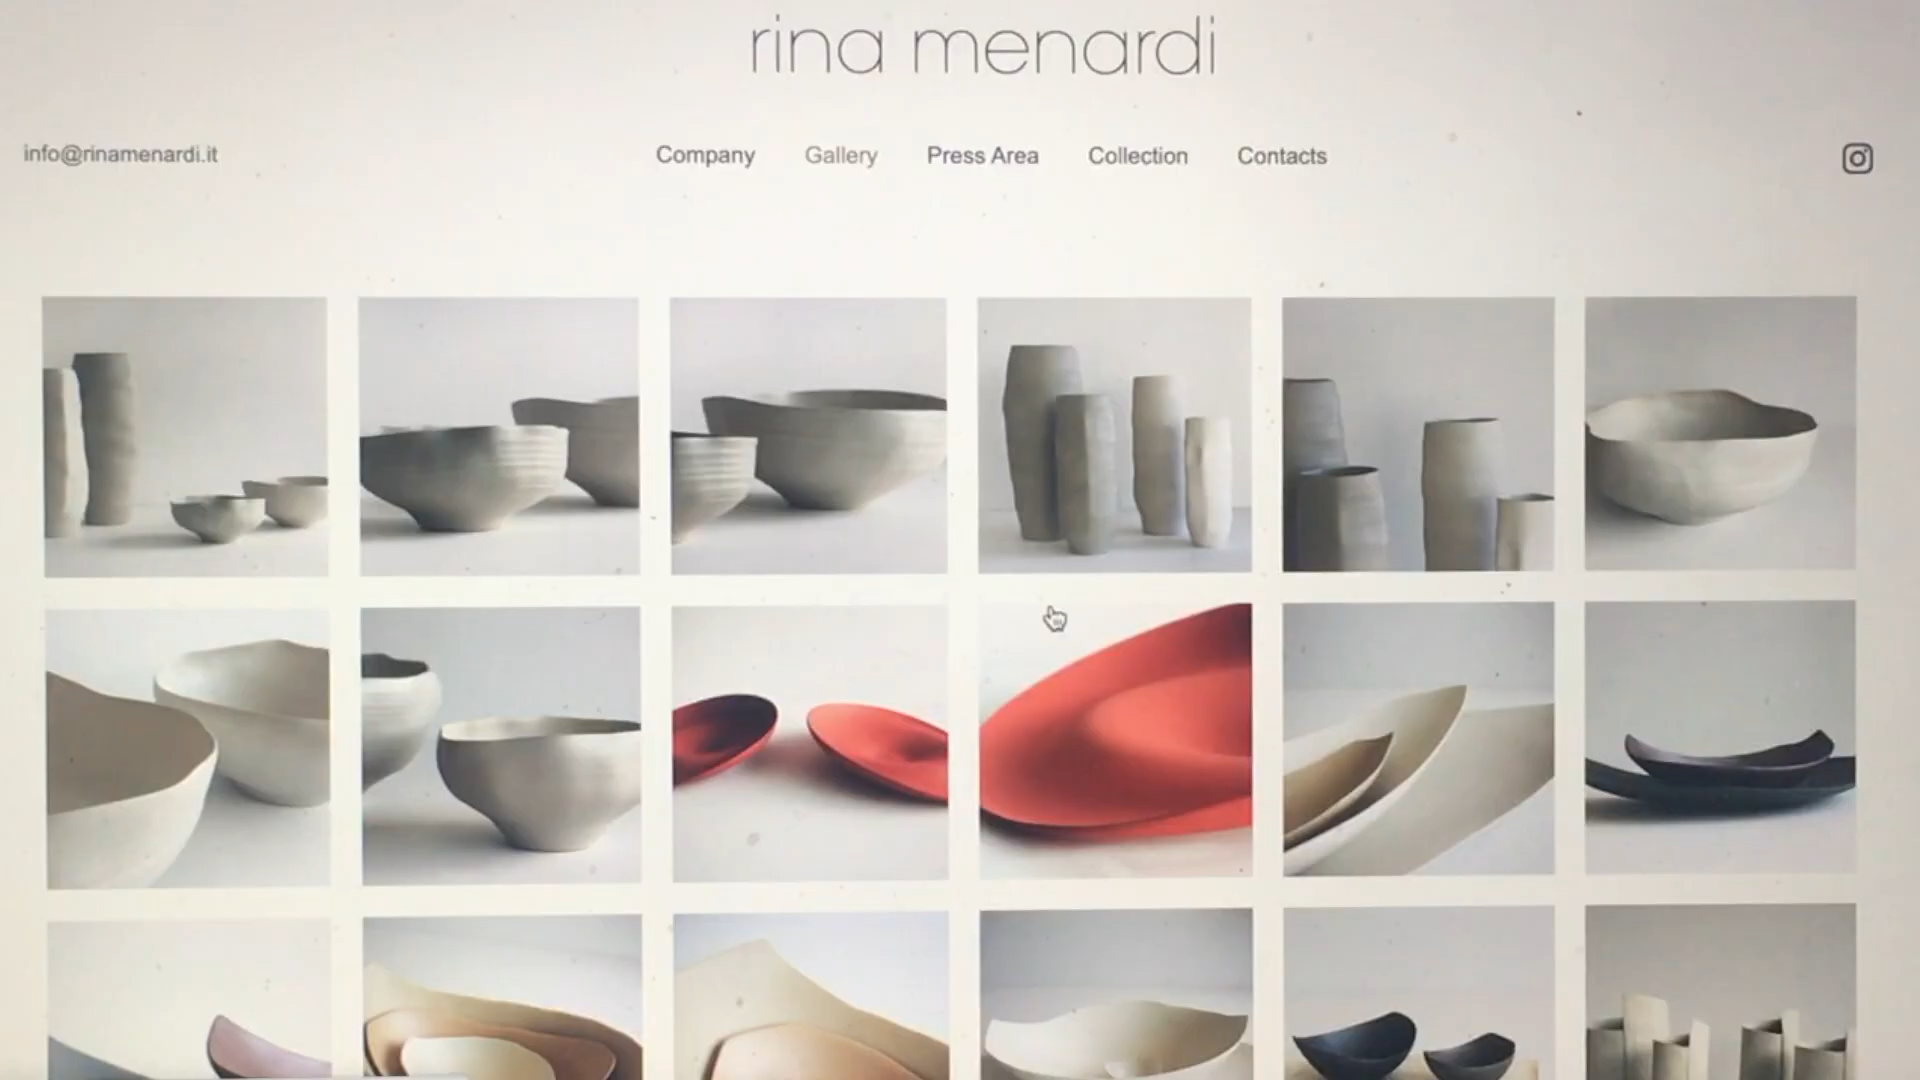 rina menardi
info@rinamenardi.it
Company Gallery Press Area Collection Contacts